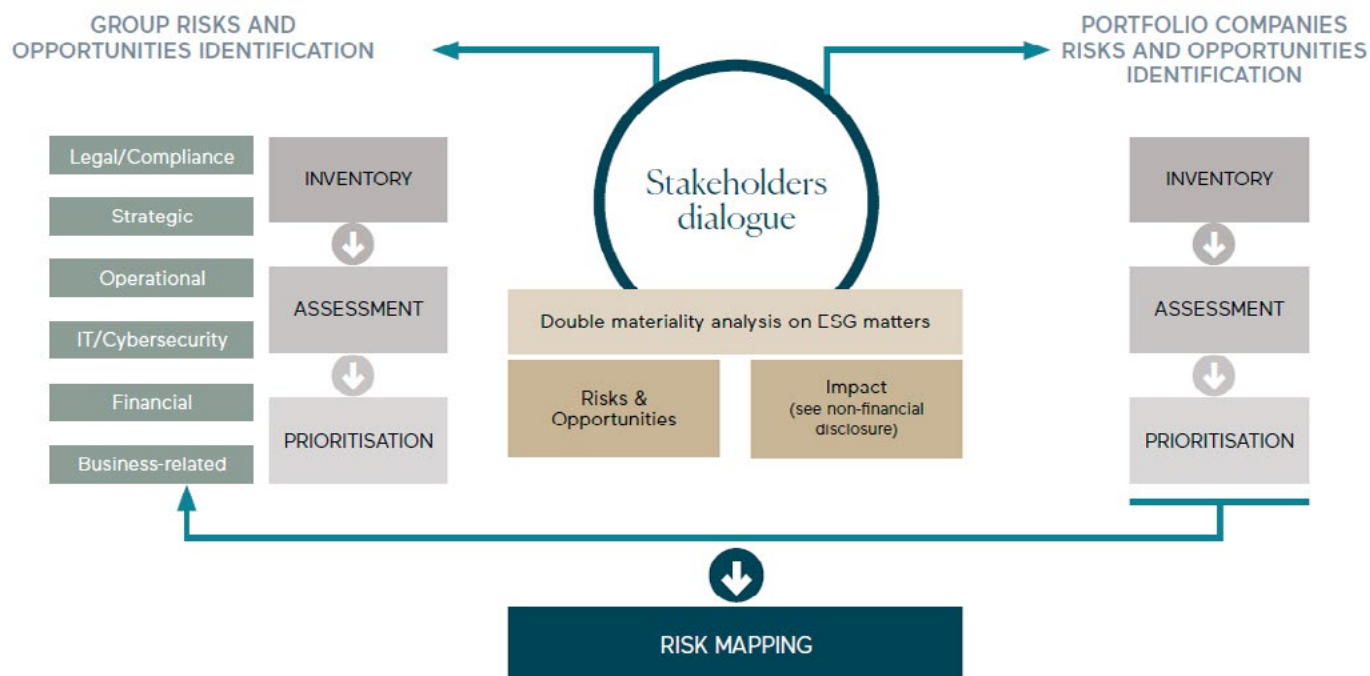 GROUP RISKS AND
OPPORTUNITIES IDENTIFICATION
PORTFOLIO COMPANIES
RISKS AND OPPORTUNITIES
IDENTIFICATION
Legal/Compliance
Strategic
Operational
IT/Cybersecurity
Financial
Business-related
INVENTORY
ASSESSMENT
PRIORITISATION
Stakeholders
dialogue
Double materiality analysis on ESG matters
Risks &
Opportunities
Impact
(see non-financial
disclosure)
INVENTORY
ASSESSMENT
PRIORITISATION
RISK MAPPING